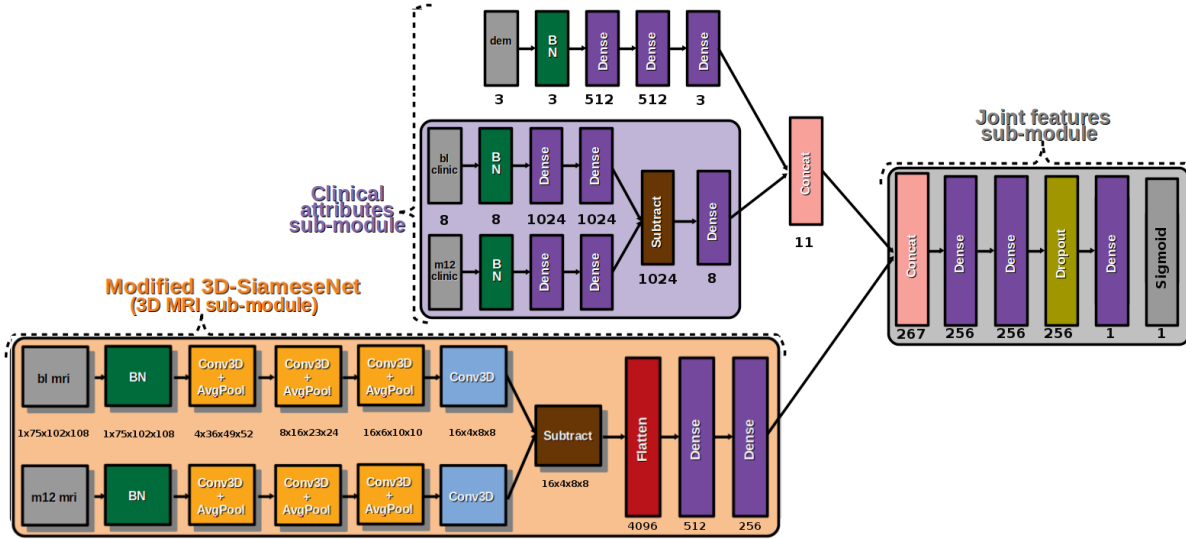 dem
B
N
Dense
Dense
Dense
3
3
512
512
3
Clinical
attributes
sub-module
bl
clinic
B
N
Dense
Dense
8
8
1024
1024
m12
clinic
B
N
Dense
Dense
Subtract
1024
Dense
8
Concat
11
Joint features
sub-module
Concat
Dense
Dense
Dropout
Dense
Sigmoid
267
256
256
256
1
1
Modified 3D-SiameseNet
(3D MRI sub-module)
bl mri
BN
Conv3D
+
AvgPool
Conv3D
+
AvgPool
Conv3D
+
AvgPool
Conv3D
1x75x102x108
1x75x102x108
4x36x49x52
8x16x23x24
16x6x10x10
16x4x8x8
m12 mri
BN
Conv3D
+
AvgPool
Conv3D
+
AvgPool
Conv3D
+
AvgPool
Conv3D
Subtract
16x4x8x8
Flatten
Dense
Dense
4096
512
256